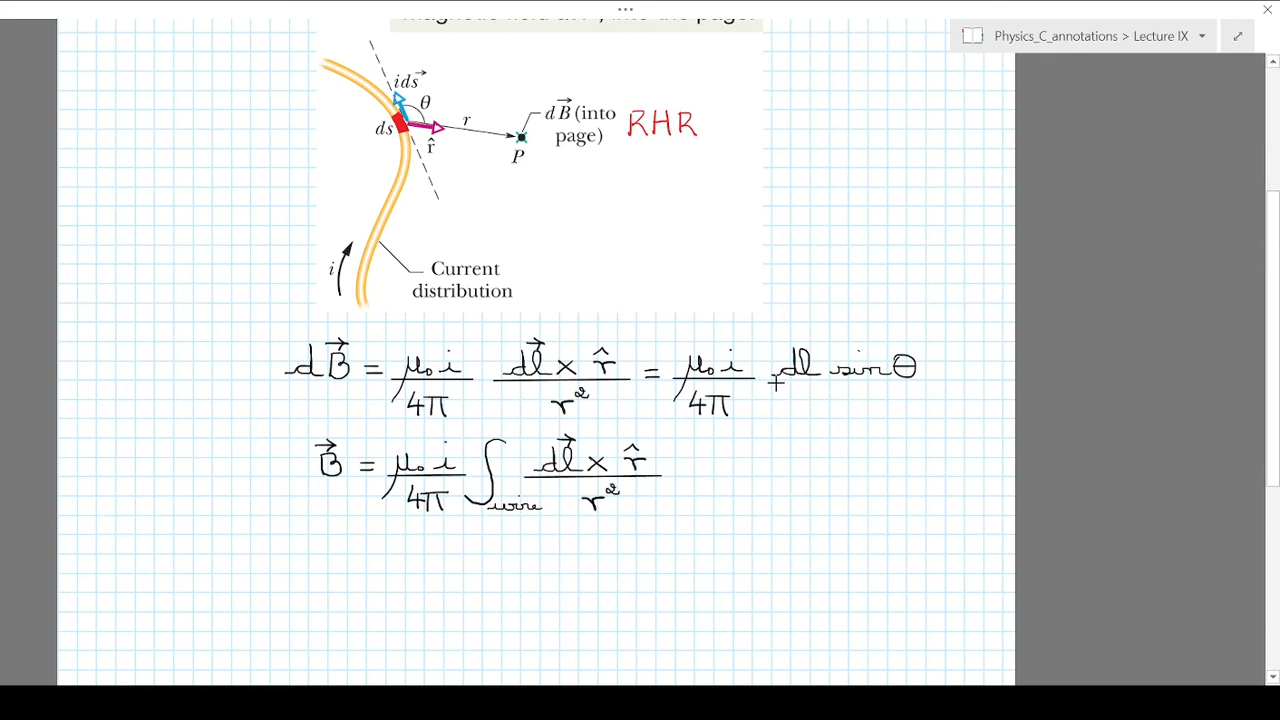 Physics_C_annotations > Lecture IX
ids⃗
θ
ds
r
r̂
dB⃗ (into page)
RHR
P
i
Current distribution
dB⃗ = μ₀i/4π dl⃗ × r̂/r² = μ₀i/4π dl sinθ
B⃗ = μ₀i/4π ∫wire dl⃗ × r̂/r²